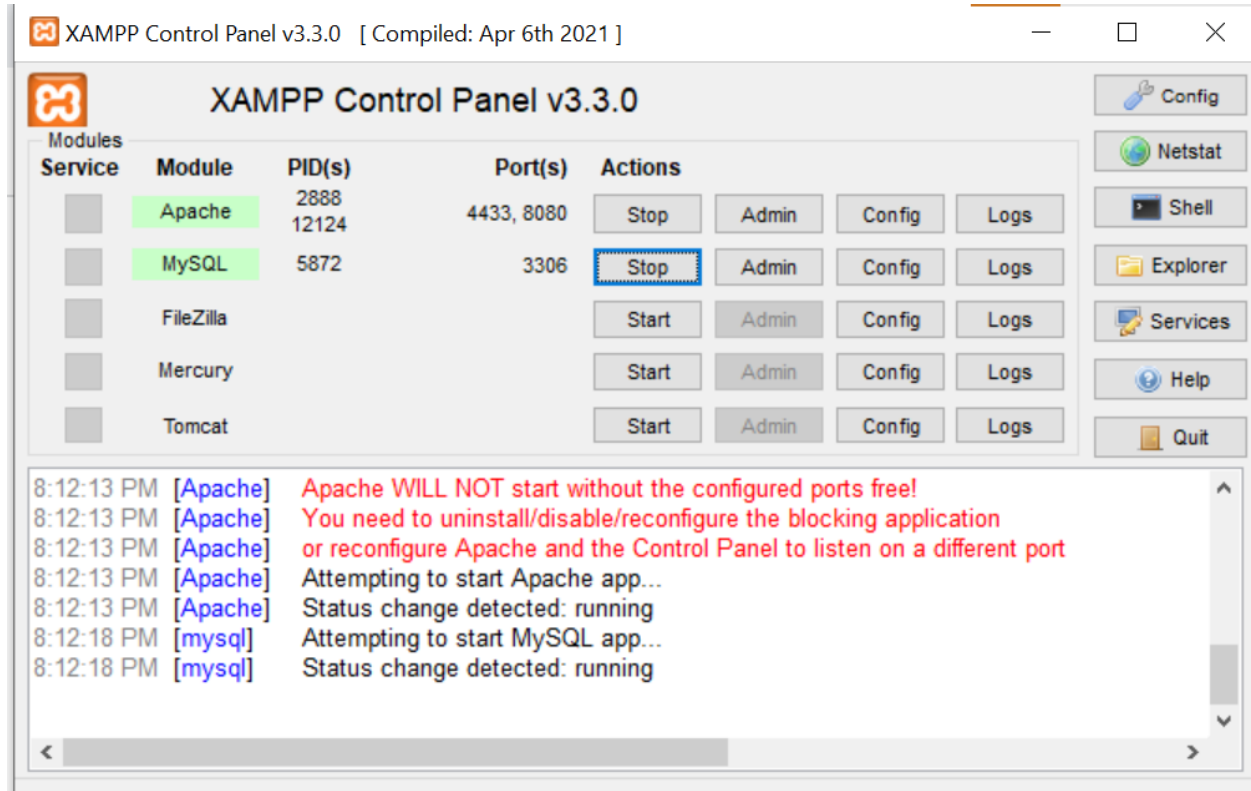 XAMPP Control Panel v3.3.0 [ Compiled: Apr 6th 2021 ]
XAMPP Control Panel v3.3.0
Config
Modules
Netstat
Service Module PID(s) Port(s) Actions
Apache 2888 12124 4433, 8080 Stop Admin Config Logs
Shell
MySQL 5872 3306 Stop Admin Config Logs
Explorer
FileZilla Start Admin Config Logs
Services
Mercury Start Admin Config Logs
Help
Tomcat Start Admin Config Logs
Quit
8:12:13 PM [Apache] Apache WILL NOT start without the configured ports free!
8:12:13 PM [Apache] You need to uninstall/disable/reconfigure the blocking application
8:12:13 PM [Apache] or reconfigure Apache and the Control Panel to listen on a different port
8:12:13 PM [Apache] Attempting to start Apache app...
8:12:13 PM [Apache] Status change detected: running
8:12:18 PM [mysql] Attempting to start MySQL app...
8:12:18 PM [mysql] Status change detected: running